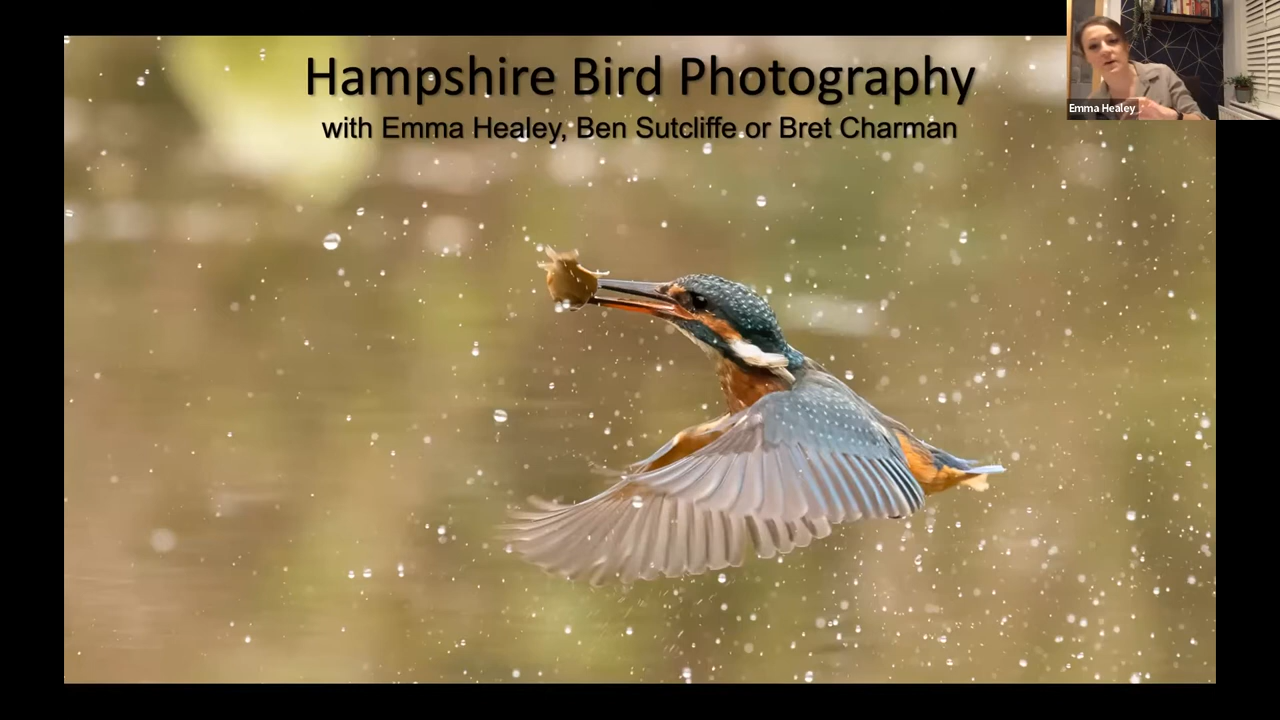 Hampshire Bird Photography
with Emma Healey, Ben Sutcliffe or Bret Charman
Emma Healey